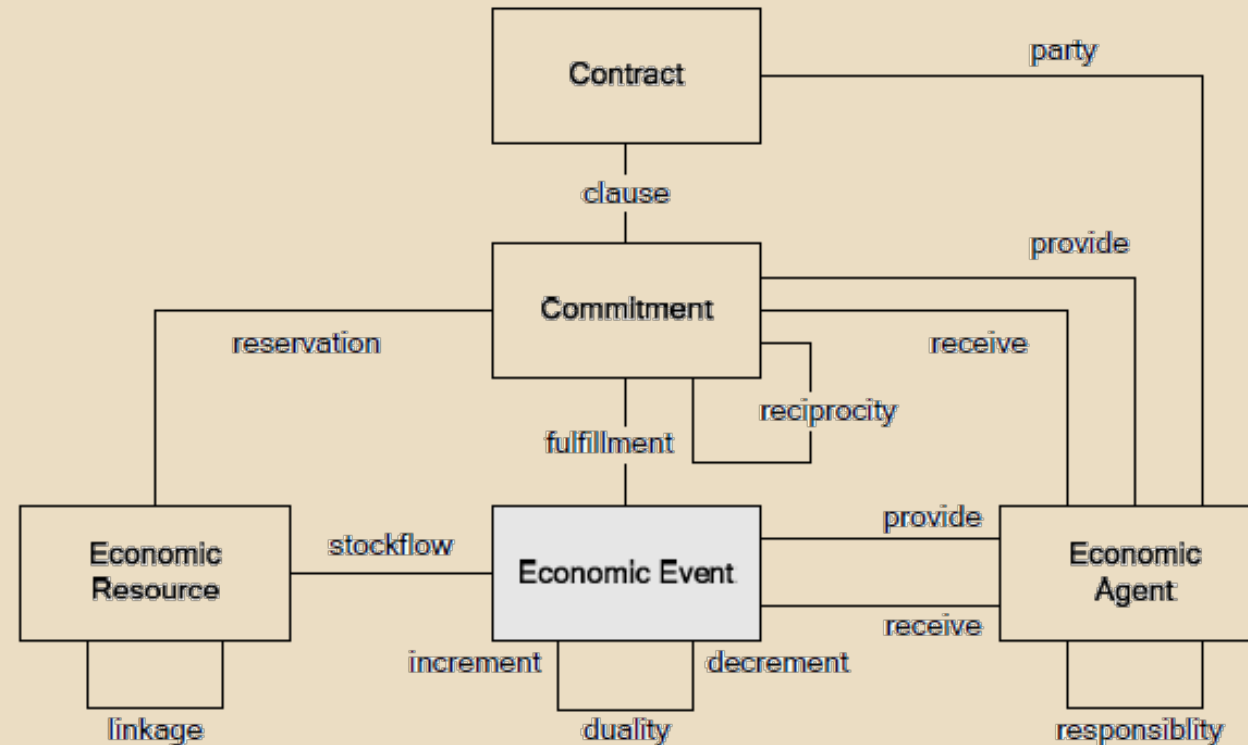 Contract
party
clause
provide
Commitment
reservation
receive
reciprocity
fulfillment
provide
stockflow
Economic
Resource
Economic Event
Economic
Agent
receive
increment
decrement
linkage
duality
responsiblity